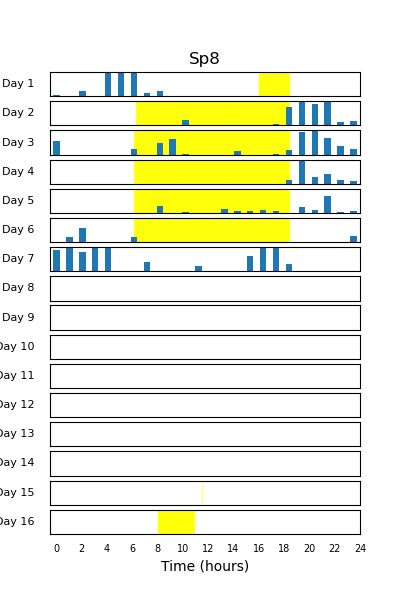 Sp8
Day 1
Day 2
Day 3
Day 4
Day 5
Day 6
Day 7
Day 8
Day 9
Day 10
Day 11
Day 12
Day 13
Day 14
Day 15
Day 16
0 2 4 6 8 10 12 14 16 18 20 22 24
Time (hours)